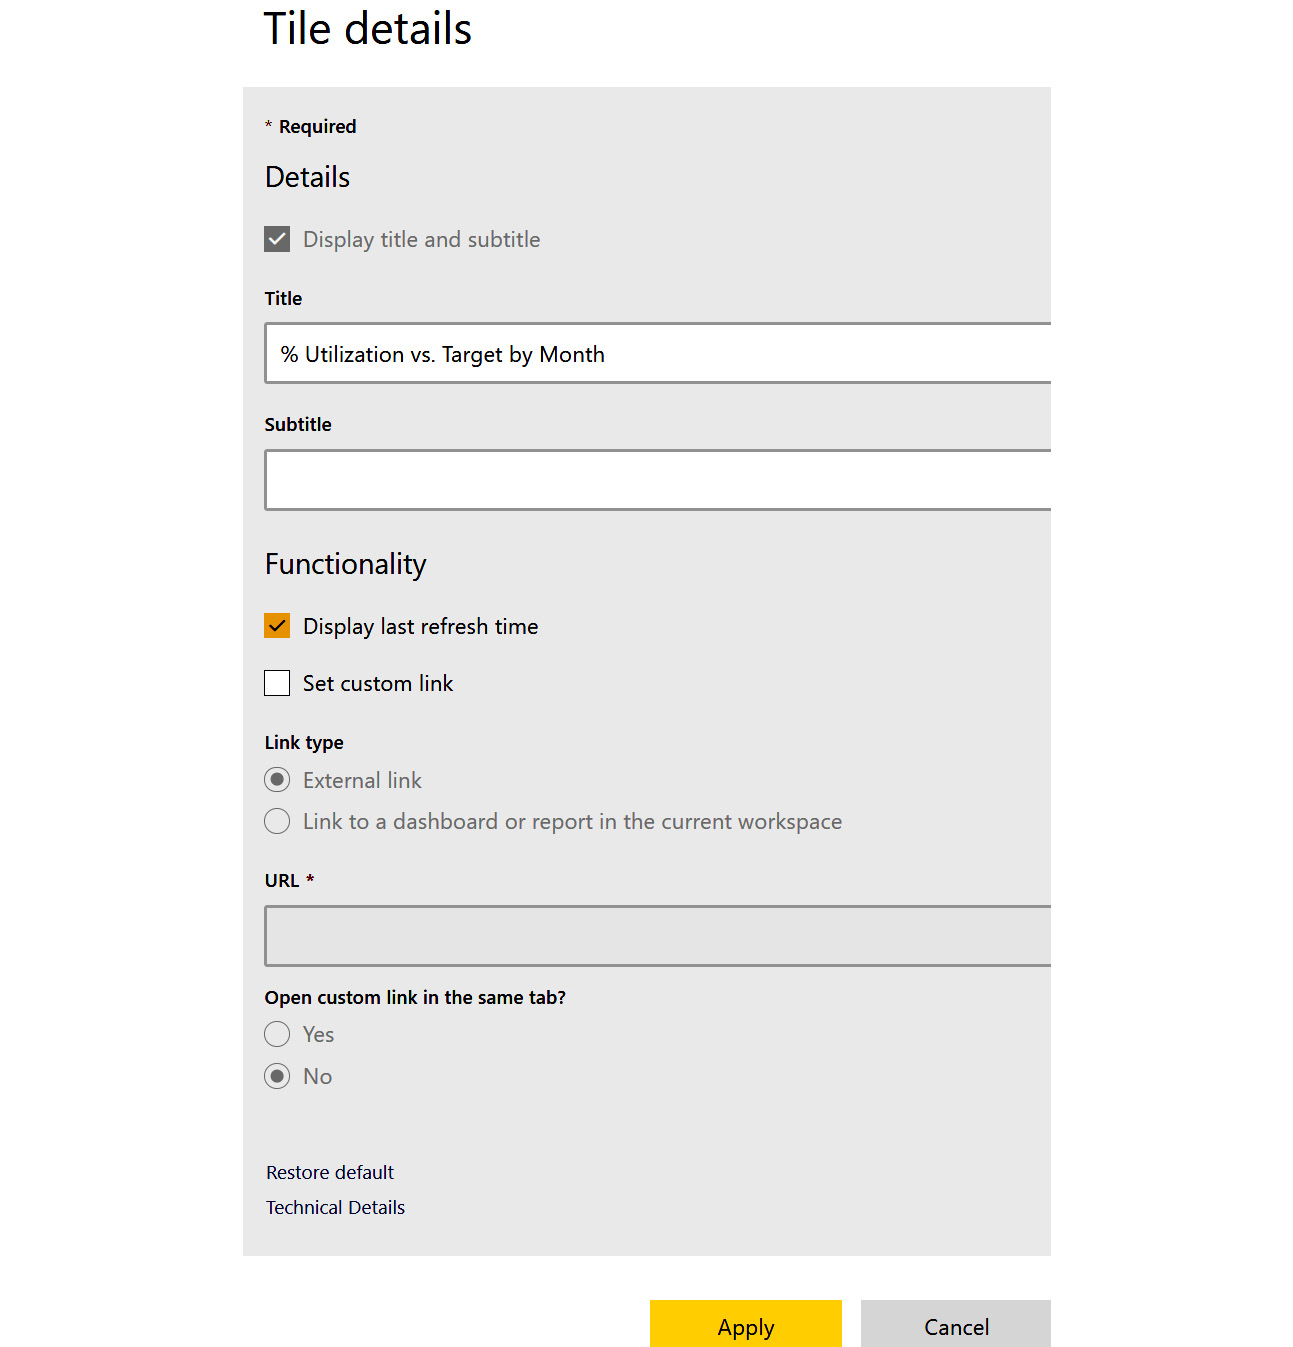 Tile details
* Required
Details
Display title and subtitle
Title
% Utilization vs. Target by Month
Subtitle
Functionality
Display last refresh time
Set custom link
Link type
External link
Link to a dashboard or report in the current workspace
URL *
Open custom link in the same tab?
Yes
No
Restore default
Technical Details
Apply Cancel